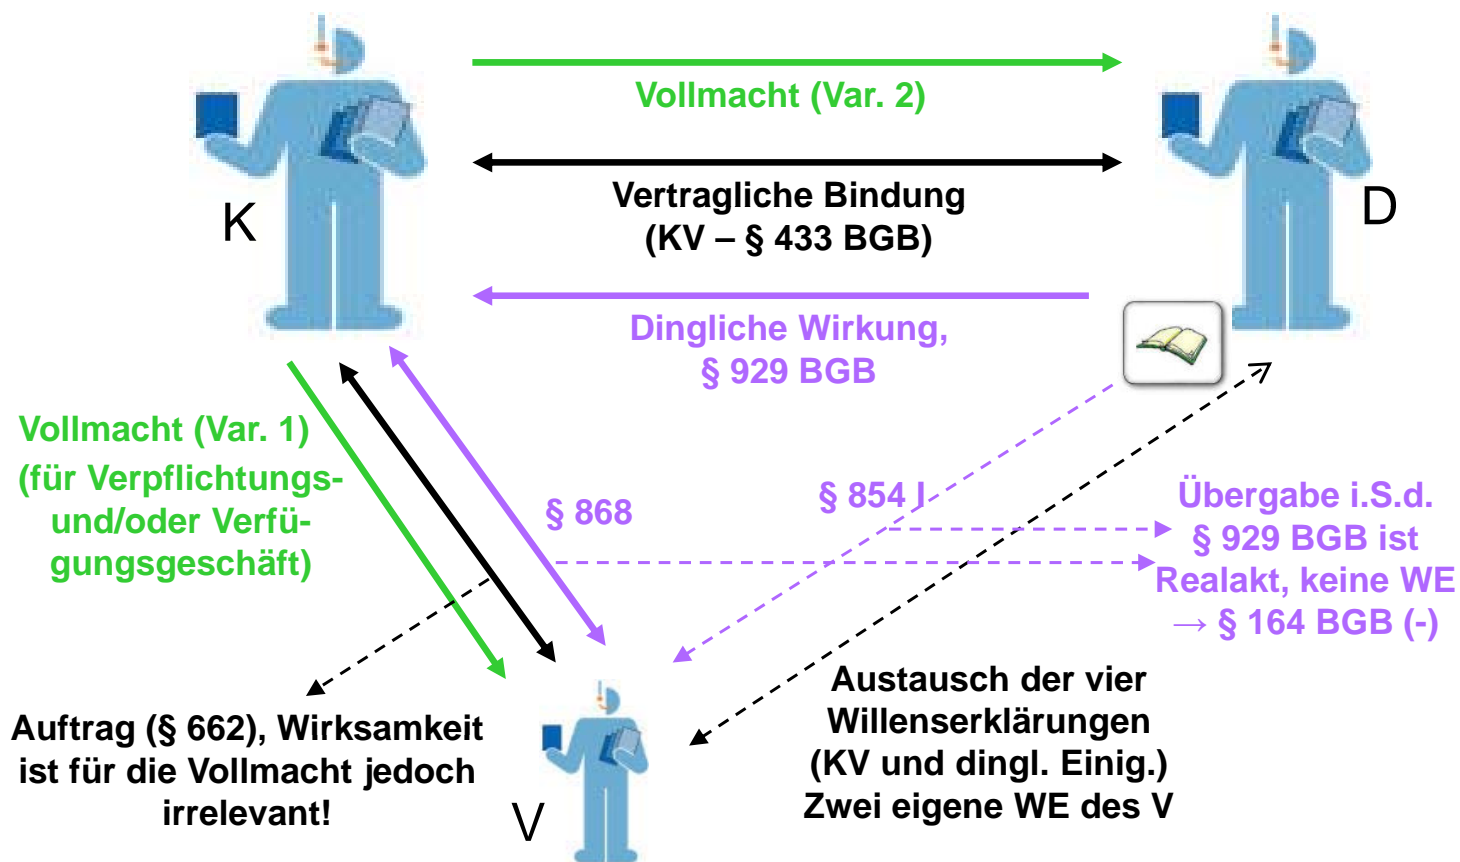 Vollmacht (Var. 2)
Vertragliche Bindung
(KV – § 433 BGB)
K
D
Dingliche Wirkung,
§ 929 BGB
Vollmacht (Var. 1)
(für Verpflichtungs-
und/oder Verfü-
gungsgeschäft)
§ 868
§ 854 I
Übergabe i.S.d.
§ 929 BGB ist
Realakt, keine WE
→ § 164 BGB (-)
Auftrag (§ 662), Wirksamkeit
ist für die Vollmacht jedoch
irrelevant!
V
Austausch der vier
Willenserklärungen
(KV und dingl. Einig.)
Zwei eigene WE des V